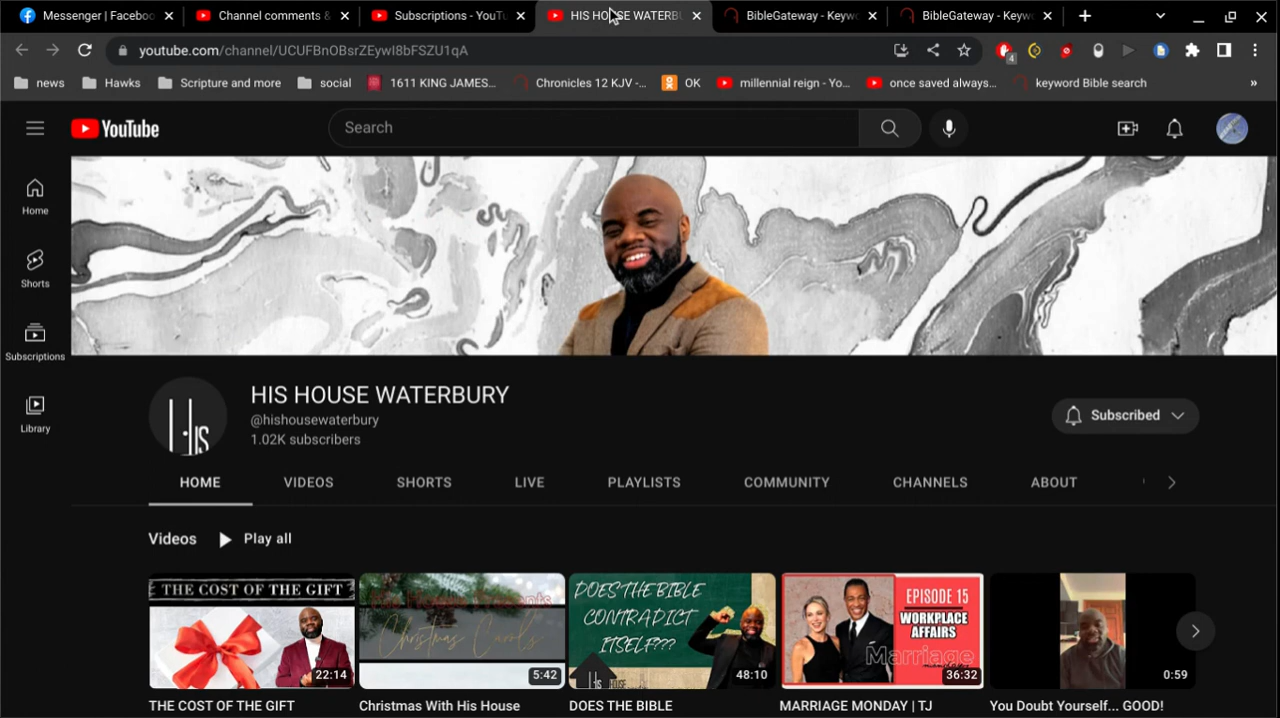 Messenger | Faceboo
Channel comments &
Subscriptions - YouTu
HIS HOUSE WATERBU
BibleGateway - Keyw
BibleGateway - Keyw
youtube.com/channel/UCUFBnOBsrZEywI8bFSZU1qA
4
news
Hawks
Scripture and more
social
1611 KING JAMES...
Chronicles 12 KJV -...
OK
millennial reign - Yo...
once saved always...
keyword Bible search
»
YouTube
Search
Home
Shorts
Subscriptions
Library
HIS
HIS HOUSE WATERBURY
@hishousewaterbury
1.02K subscribers
Subscribed
HOME
VIDEOS
SHORTS
LIVE
PLAYLISTS
COMMUNITY
CHANNELS
ABOUT
Videos
Play all
THE COST OF THE GIFT
22:14
Christmas Carols
5:42
DOES THE BIBLE
CONTRADICT
ITSELF???
48:10
EPISODE 15
WORKPLACE
AFFAIRS
Marriage
monday
36:32
0:59
THE COST OF THE GIFT
Christmas With His House
DOES THE BIBLE
MARRIAGE MONDAY | TJ
You Doubt Yourself... GOOD!